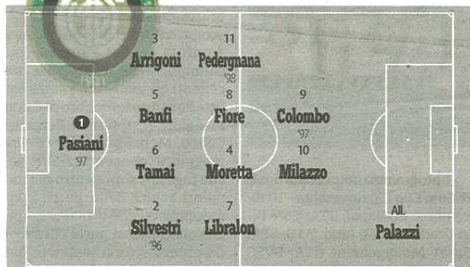 3 11
Arrigoni Pedergnana
'98
5 8 9
Banfi Fiore Colombo
1 '97
Pasiani
'97
6 4 10
Tamai Moretta Milazzo
2 7
All.
Silvestri Libralon Palazzi
'96